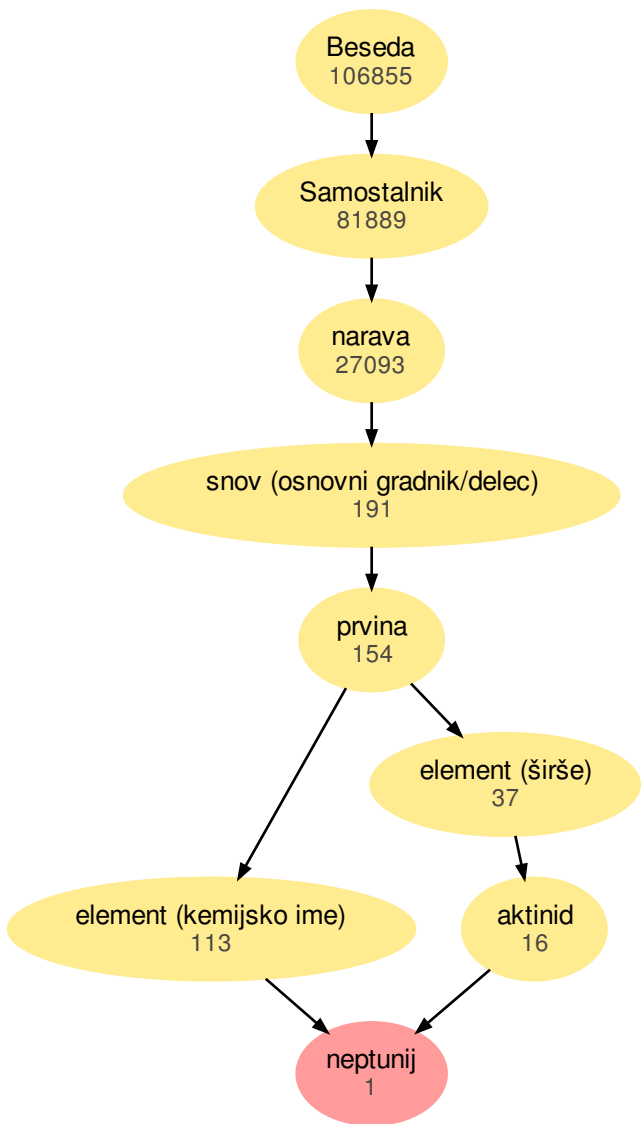 Beseda
106855
Samostalnik
81889
narava
27093
snov (osnovni gradnik/delec)
191
prvina
154
element (širše)
37
element (kemijsko ime)
113
aktinid
16
neptunij
1